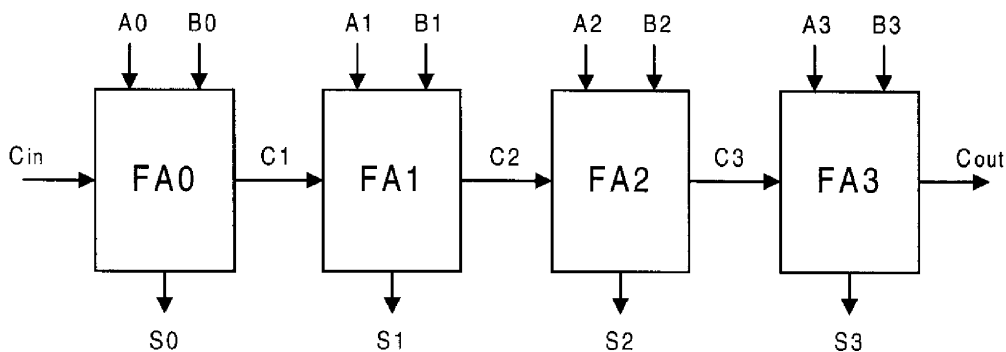 A0 B0 A1 B1 A2 B2 A3 B3
Cin FA0 C1 FA1 C2 FA2 C3 FA3 Cout
S0 S1 S2 S3